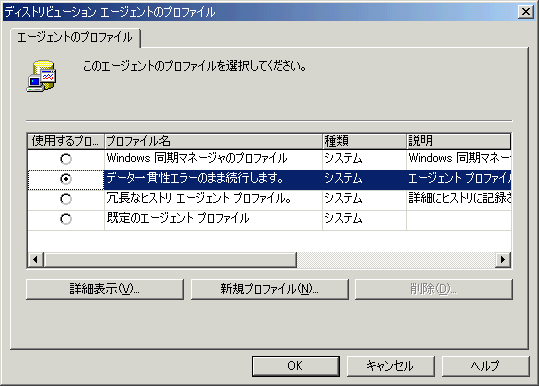 ディストリビューション エージェントのプロファイル
エージェントのプロファイル
このエージェントのプロファイルを選択してください。
使用するプロ... プロファイル名 種類 説明
Windows 同期マネージャのプロファイル システム Windows 同期マネー
データ一貫性エラーのまま続行します。 システム エージェント プロファイル
冗長なヒストリ エージェント プロファイル。 システム 詳細にヒストリに記録さ
既定のエージェント プロファイル システム
詳細表示(V)... 新規プロファイル(N)... 削除(D)...
OK キャンセル ヘルプ